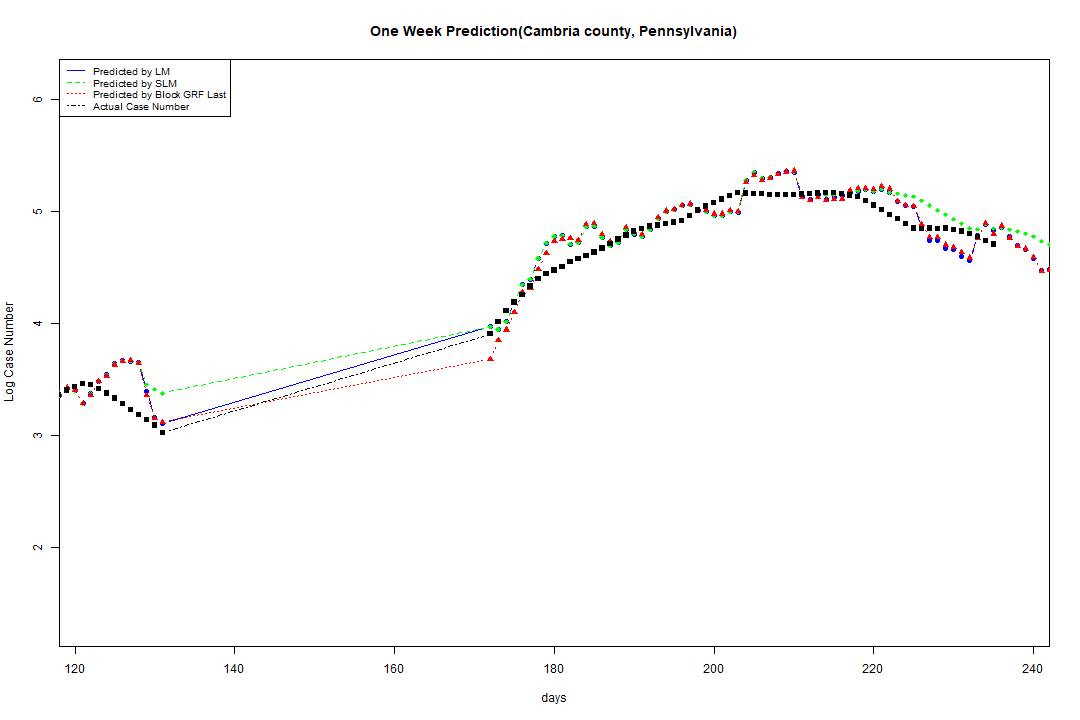 One Week Prediction(Cambria county, Pennsylvania)
Predicted by LM
Predicted by SLM
Predicted by Block GRF Last
Actual Case Number
6
5
4
3
2
Log Case Number
120 140 160 180 200 220 240
days